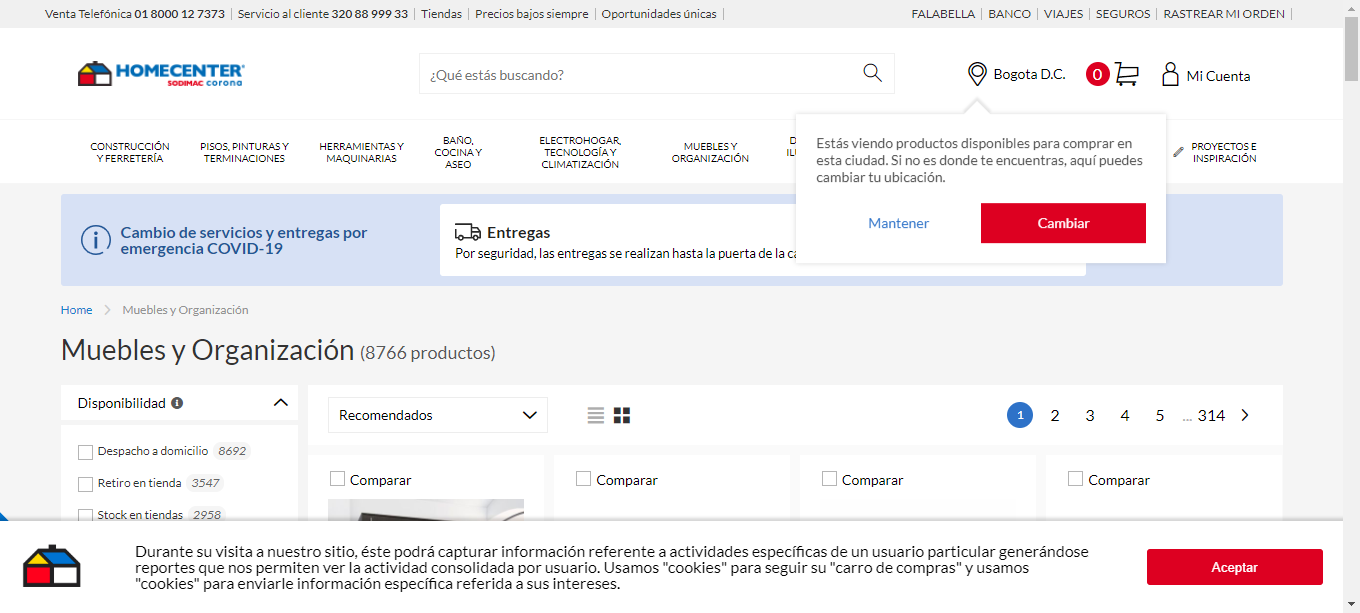 Venta Telefónica 01 8000 12 7373 Servicio al cliente 320 88 999 33 Tiendas Precios bajos siempre Oportunidades únicas FALABELLA BANCO VIAJES SEGUROS RASTREAR MI ORDEN
HOMECENTER
SODIMAC corona
¿Qué estás buscando?
Bogota D.C.
0
Mi Cuenta
CONSTRUCCIÓN
Y FERRETERÍA
PISOS, PINTURAS Y
TERMINACIONES
HERRAMIENTAS Y
MAQUINARIAS
BAÑO,
COCINA Y
ASEO
ELECTROHOGAR,
TECNOLOGÍA Y
CLIMATIZACIÓN
MUEBLES Y
ORGANIZACIÓN
PROYECTOS E
INSPIRACIÓN
Estás viendo productos disponibles para comprar en
esta ciudad. Si no es donde te encuentras, aquí puedes
cambiar tu ubicación.
Mantener
Cambiar
Cambio de servicios y entregas por
emergencia COVID-19
Entregas
Por seguridad, las entregas se realizan hasta la puerta de la
Home Muebles y Organización
Muebles y Organización (8766 productos)
Disponibilidad
Despacho a domicilio 8692
Retiro en tienda 3547
Stock en tiendas 2958
Recomendados
1 2 3 4 5 ... 314
Comparar
Comparar
Comparar
Comparar
Durante su visita a nuestro sitio, éste podrá capturar información referente a actividades específicas de un usuario particular generándose
reportes que nos permiten ver la actividad consolidada por usuario. Usamos "cookies" para seguir su "carro de compras" y usamos
"cookies" para enviarle información específica referida a sus intereses.
Aceptar